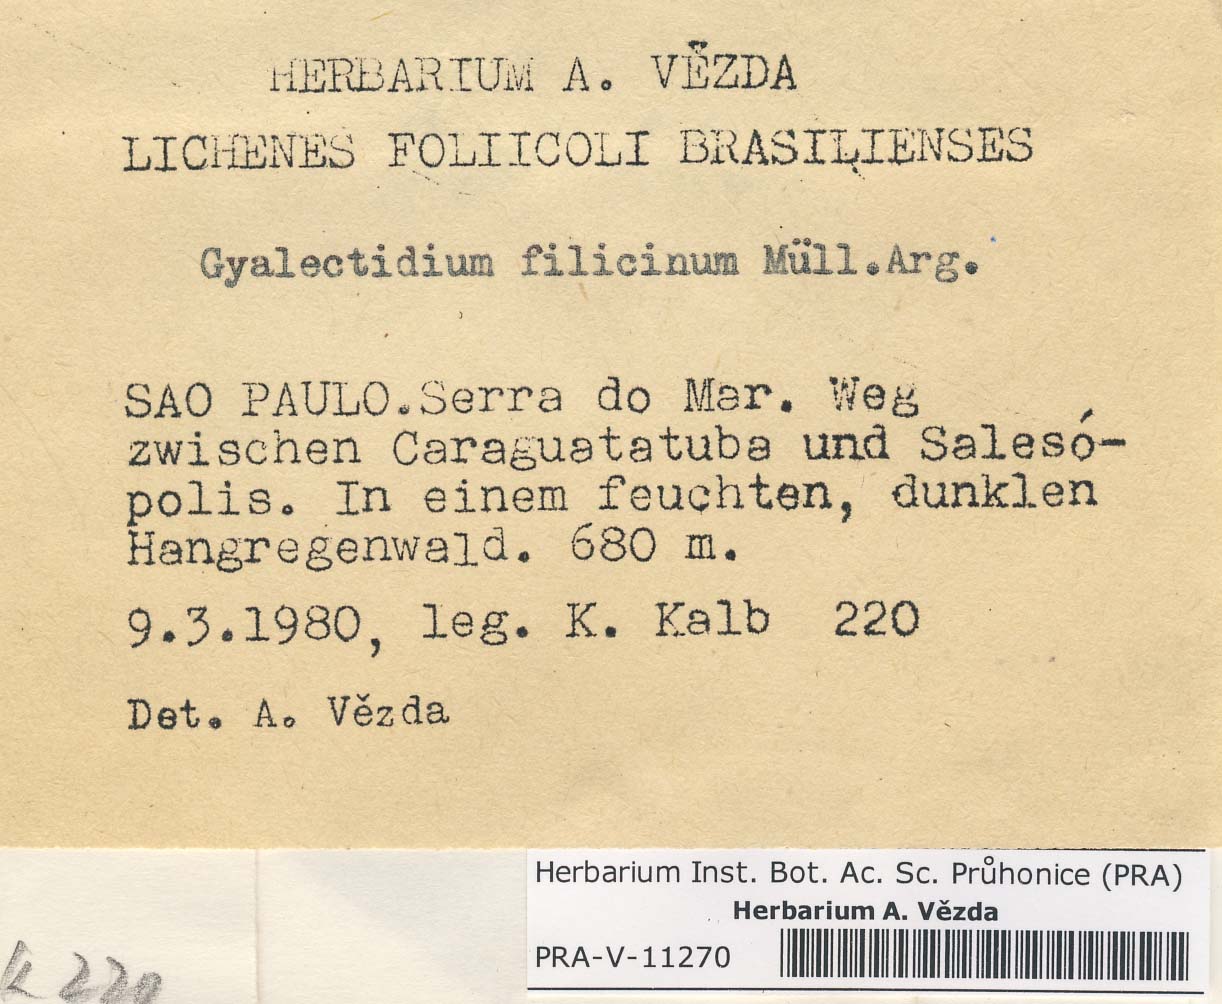 HERBARIUM A. VĚZDA
LICHENES FOLIICOLI BRASILIENSES
Gyalectidium filicinum Müll.Arg.
SAO PAULO.Serra do Mar. Weg
zwischen Caraguatatuba und Salesó-
polis. In einem feuchten, dunklen
Hangregenwald. 680 m.
9.3.1980, leg. K. Kalb 220
Det. A. Vězda
Herbarium Inst. Bot. Ac. Sc. Průhonice (PRA)
Herbarium A. Vězda
PRA-V-11270
K 220